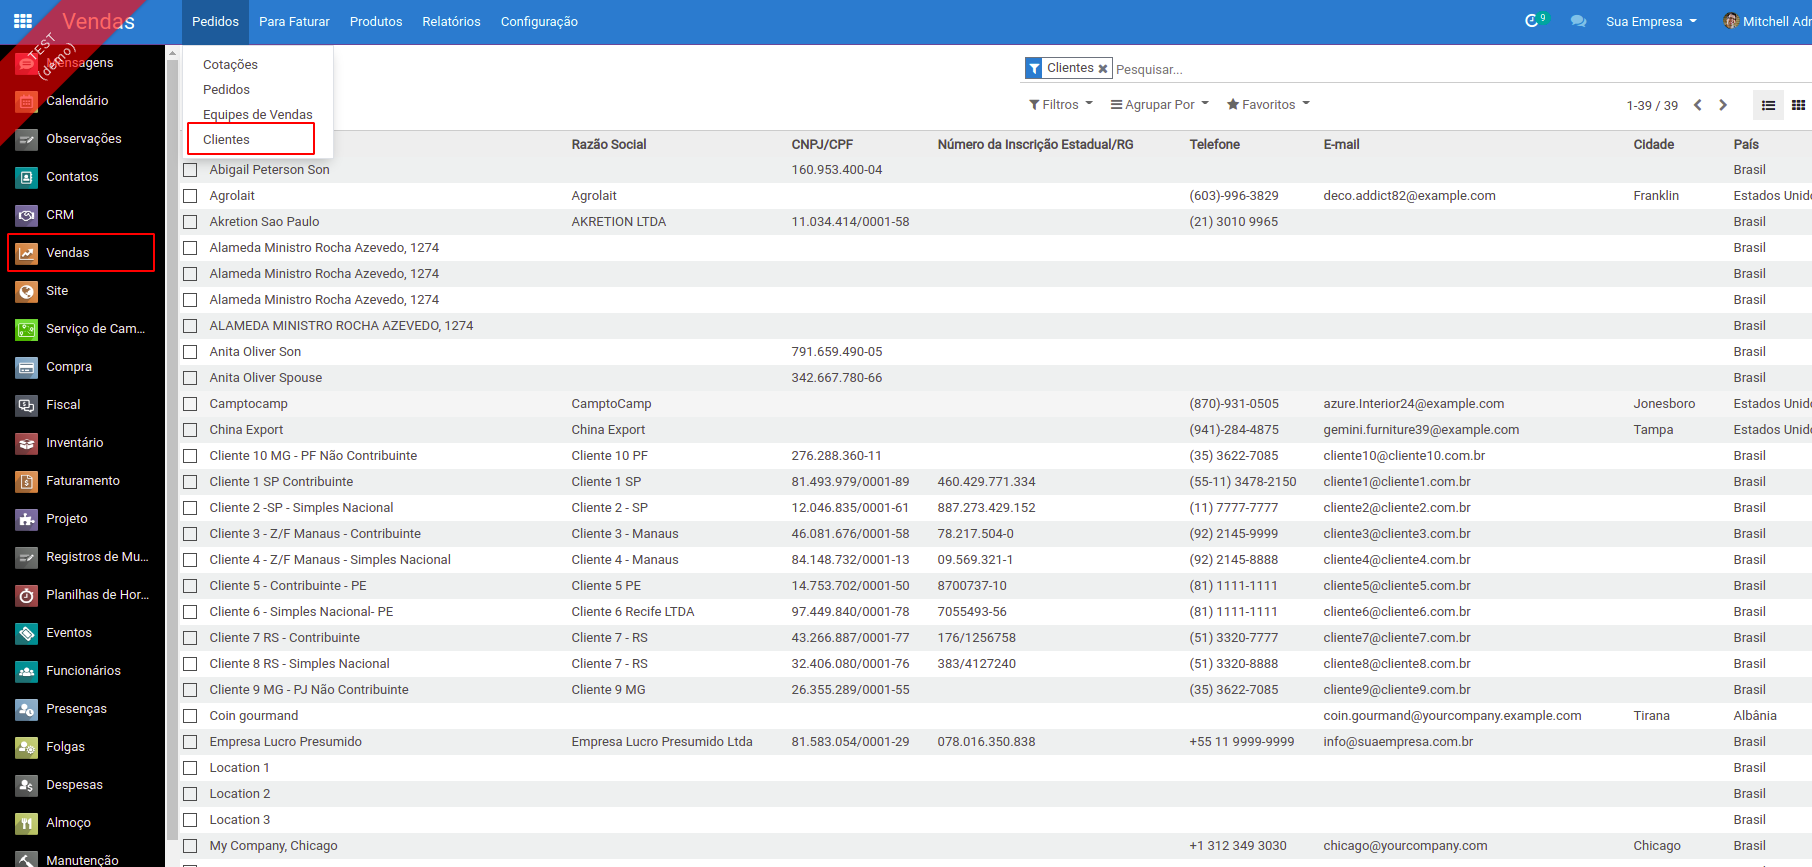 Vendas Pedidos Para Faturar Produtos Relatórios Configuração 9 Sua Empresa Mitchell Adm
TEST
(demo)
Mensagens
Calendário
Observações
Contatos
CRM
Vendas
Site
Serviço de Cam...
Compra
Fiscal
Inventário
Faturamento
Projeto
Registros de Mu...
Planilhas de Hor...
Eventos
Funcionários
Presenças
Folgas
Despesas
Almoço
Manutenção
Cotações
Pedidos
Equipes de Vendas
Clientes
Clientes Pesquisar...
Filtros Agrupar Por Favoritos 1-39 / 39
Razão Social CNPJ/CPF Número da Inscrição Estadual/RG Telefone E-mail Cidade País
Abigail Peterson Son 160.953.400-04 Brasil
Agrolait Agrolait (603)-996-3829 deco.addict82@example.com Franklin Estados Unido
Akretion Sao Paulo AKRETION LTDA 11.034.414/0001-58 (21) 3010 9965 Brasil
Alameda Ministro Rocha Azevedo, 1274 Brasil
Alameda Ministro Rocha Azevedo, 1274 Brasil
Alameda Ministro Rocha Azevedo, 1274 Brasil
ALAMEDA MINISTRO ROCHA AZEVEDO, 1274 Brasil
Anita Oliver Son 791.659.490-05 Brasil
Anita Oliver Spouse 342.667.780-66 Brasil
Camptocamp CamptoCamp (870)-931-0505 azure.Interior24@example.com Jonesboro Estados Unido
China Export China Export (941)-284-4875 gemini.furniture39@example.com Tampa Estados Unido
Cliente 10 MG - PF Não Contribuinte Cliente 10 PF 276.288.360-11 (35) 3622-7085 cliente10@cliente10.com.br Brasil
Cliente 1 SP Contribuinte Cliente 1 SP 81.493.979/0001-89 460.429.771.334 (55-11) 3478-2150 cliente1@cliente1.com.br Brasil
Cliente 2 -SP - Simples Nacional Cliente 2 - SP 12.046.835/0001-61 887.273.429.152 (11) 7777-7777 cliente2@cliente2.com.br Brasil
Cliente 3 - Z/F Manaus - Contribuinte Cliente 3 - Manaus 46.081.676/0001-58 78.217.504-0 (92) 2145-9999 cliente3@cliente3.com.br Brasil
Cliente 4 - Z/F Manaus - Simples Nacional Cliente 4 - Manaus 84.148.732/0001-13 09.569.321-1 (92) 2145-8888 cliente4@cliente4.com.br Brasil
Cliente 5 - Contribuinte - PE Cliente 5 PE 14.753.702/0001-50 8700737-10 (81) 1111-1111 cliente5@cliente5.com.br Brasil
Cliente 6 - Simples Nacional- PE Cliente 6 Recife LTDA 97.449.840/0001-78 7055493-56 (81) 1111-1111 cliente6@cliente6.com.br Brasil
Cliente 7 RS - Contribuinte Cliente 7 - RS 43.266.887/0001-77 176/1256758 (51) 3320-7777 cliente7@cliente7.com.br Brasil
Cliente 8 RS - Simples Nacional Cliente 7 - RS 32.406.080/0001-76 383/4127240 (51) 3320-8888 cliente8@cliente8.com.br Brasil
Cliente 9 MG - PJ Não Contribuinte Cliente 9 MG 26.355.289/0001-55 (35) 3622-7085 cliente9@cliente9.com.br Brasil
Coin gourmand coin.gourmand@yourcompany.example.com Tirana Albânia
Empresa Lucro Presumido Empresa Lucro Presumido Ltda 81.583.054/0001-29 078.016.350.838 +55 11 9999-9999 info@suaempresa.com.br Brasil
Location 1 Brasil
Location 2 Brasil
Location 3 Brasil
My Company, Chicago +1 312 349 3030 chicago@yourcompany.com Chicago Brasil